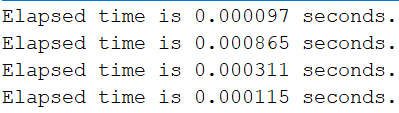 Elapsed time is 0.000097 seconds.
Elapsed time is 0.000865 seconds.
Elapsed time is 0.000311 seconds.
Elapsed time is 0.000115 seconds.